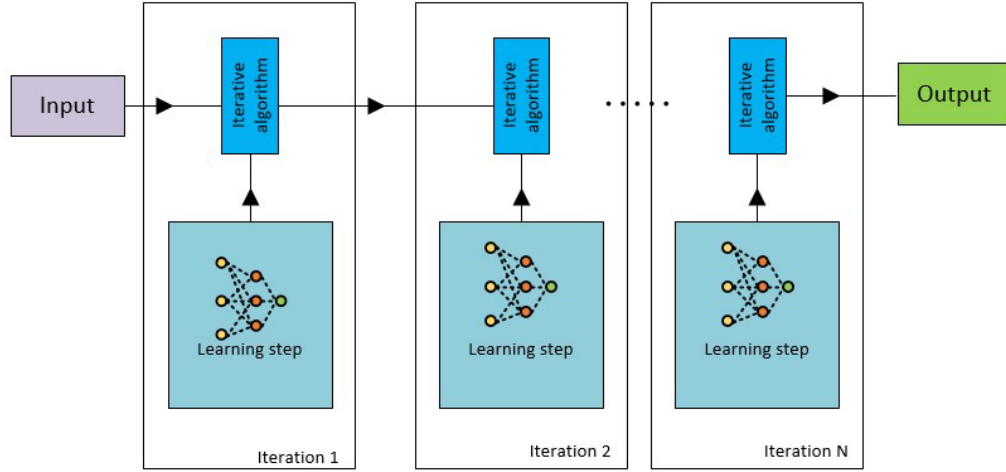 Input
Iterative
algorithm
Learning step
Iteration 1
Iterative
algorithm
Learning step
Iteration 2
.....
Iterative
algorithm
Learning step
Iteration N
Output